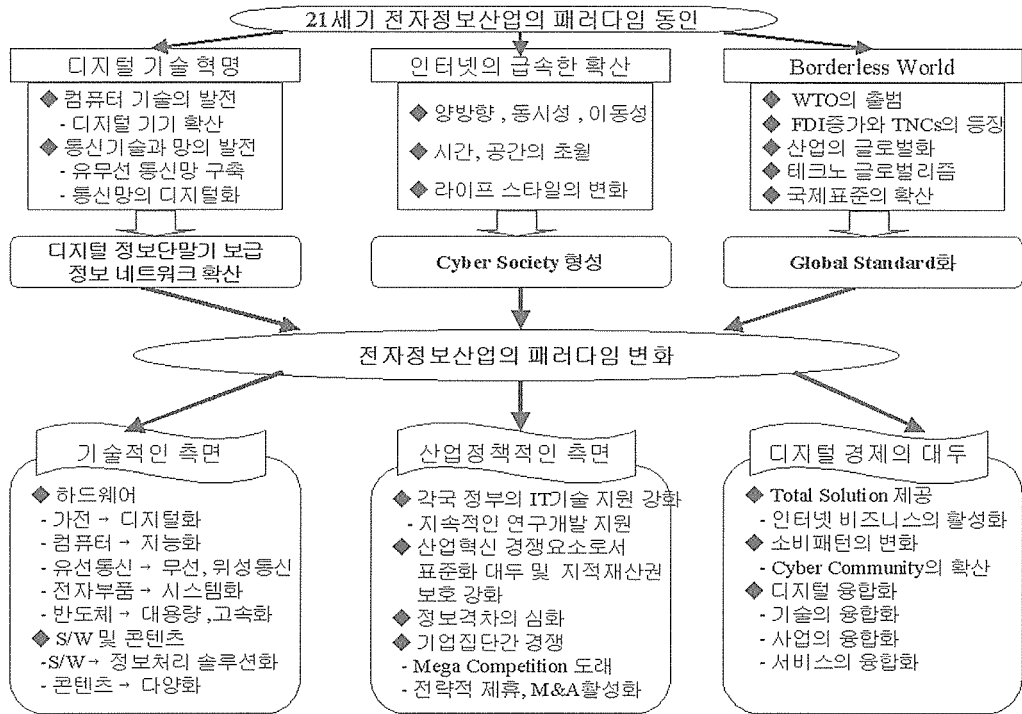 21세기 전자정보산업의 패러다임 동인
디지털 기술 혁명
◆ 컴퓨터 기술의 발전
- 디지털 기기 확산
◆ 통신기술과 망의 발전
- 유무선 통신망 구축
- 통신망의 디지털화
디지털 정보단말기 보급
정보 네트워크 확산
인터넷의 급속한 확산
◆ 양방향, 동시성, 이동성
◆ 시간, 공간의 초월
◆ 라이프 스타일의 변화
Cyber Society 형성
Borderless World
◆ WTO의 출범
◆ FDI증가와 TNCs의 등장
◆ 산업의 글로벌화
◆ 테크노 글로벌리즘
◆ 국제표준의 확산
Global Standard화
전자정보산업의 패러다임 변화
기술적인 측면
◆ 하드웨어
- 가전 → 디지털화
- 컴퓨터 → 지능화
- 유선통신 → 무선, 위성통신
- 전자부품 → 시스템화
- 반도체 → 대용량, 고속화
◆ S/W 및 콘텐츠
- S/W → 정보처리 솔루션화
- 콘텐츠 → 다양화
산업정책적인 측면
◆ 각국 정부의 IT기술 지원 강화
- 지속적인 연구개발 지원
◆ 산업혁신 경쟁요소로서
표준화 대두 및 지적재산권
보호 강화
◆ 정보격차의 심화
◆ 기업집단간 경쟁
- Mega Competition 도래
- 전략적 제휴, M&A활성화
디지털 경제의 대두
◆ Total Solution 제공
- 인터넷 비즈니스의 활성화
◆ 소비패턴의 변화
- Cyber Community의 확산
◆ 디지털 융합화
- 기술의 융합화
- 사업의 융합화
- 서비스의 융합화